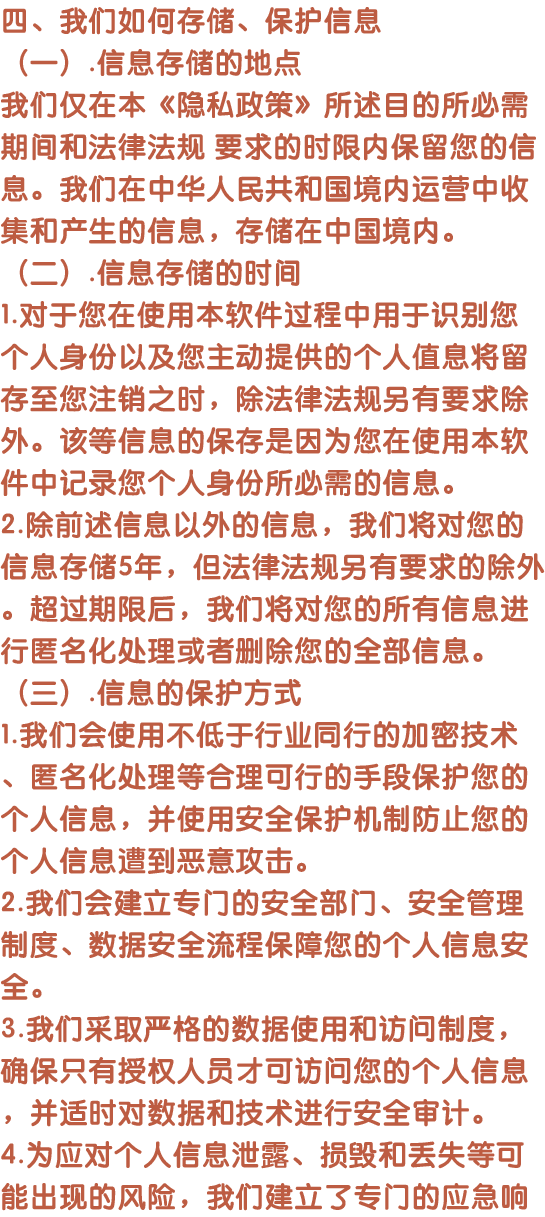 四、我们如何存储、保护信息
（一）.信息存储的地点
我们仅在本《隐私政策》所述目的所必需
期间和法律法规 要求的时限内保留您的信
息。我们在中华人民共和国境内运营中收
集和产生的信息，存储在中国境内。
（二）.信息存储的时间
1.对于您在使用本软件过程中用于识别您
个人身份以及您主动提供的个人值息将留
存至您注销之时，除法律法规另有要求除
外。该等信息的保存是因为您在使用本软
件中记录您个人身份所必需的信息。
2.除前述信息以外的信息，我们将对您的
信息存储5年，但法律法规另有要求的除外
。超过期限后，我们将对您的所有信息进
行匿名化处理或者删除您的全部信息。
（三）.信息的保护方式
1.我们会使用不低于行业同行的加密技术
、匿名化处理等合理可行的手段保护您的
个人信息，并使用安全保护机制防止您的
个人信息遭到恶意攻击。
2.我们会建立专门的安全部门、安全管理
制度、数据安全流程保障您的个人信息安
全。
3.我们采取严格的数据使用和访问制度，
确保只有授权人员才可访问您的个人信息
，并适时对数据和技术进行安全审计。
4.为应对个人信息泄露、损毁和丢失等可
能出现的风险，我们建立了专门的应急响